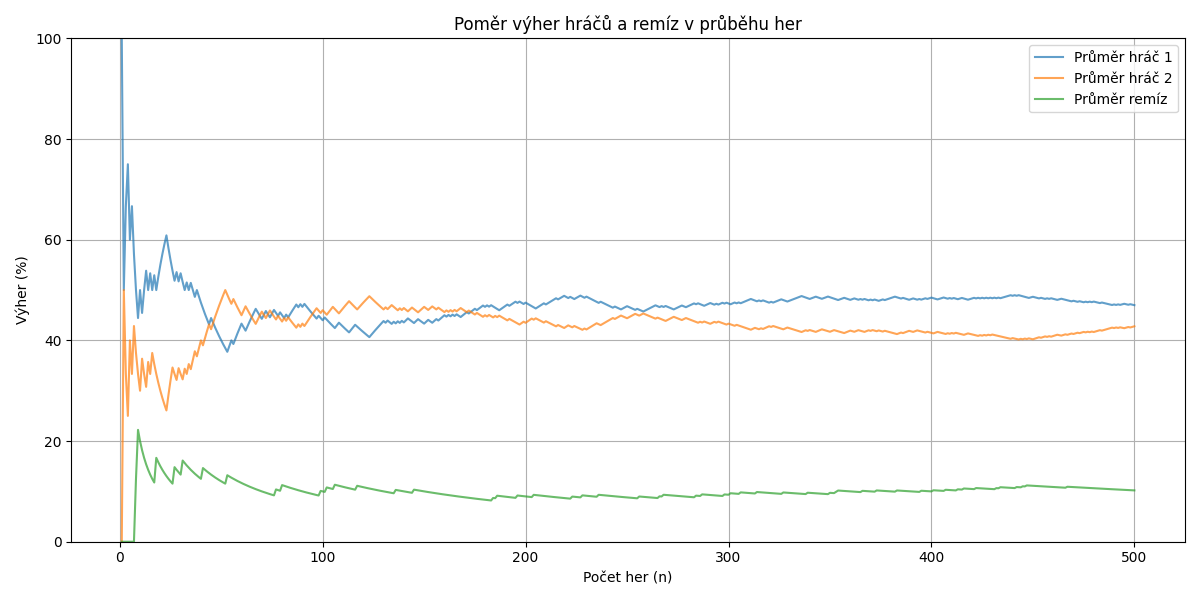 Poměr výher hráčů a remíz v průběhu her
Výher (%)
100
80
60
40
20
0
Průměr hráč 1
Průměr hráč 2
Průměr remíz
0 100 200 300 400 500
Počet her (n)